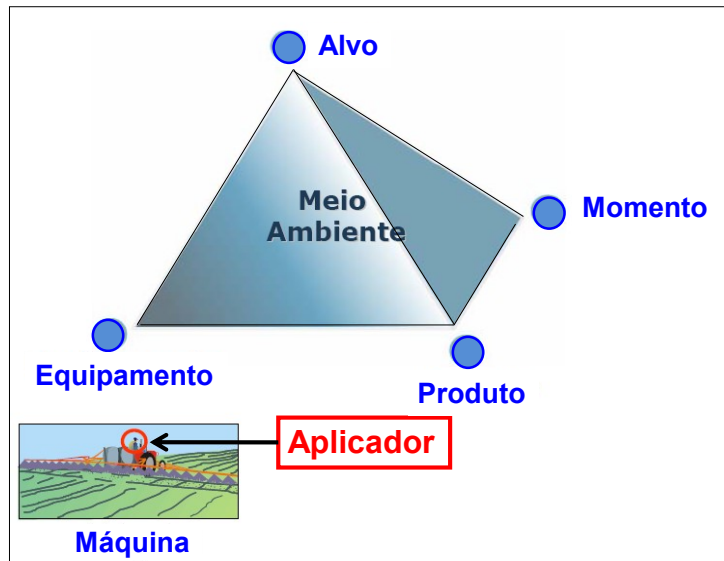 Alvo
Meio
Ambiente
Momento
Equipamento
Produto
Aplicador
Máquina